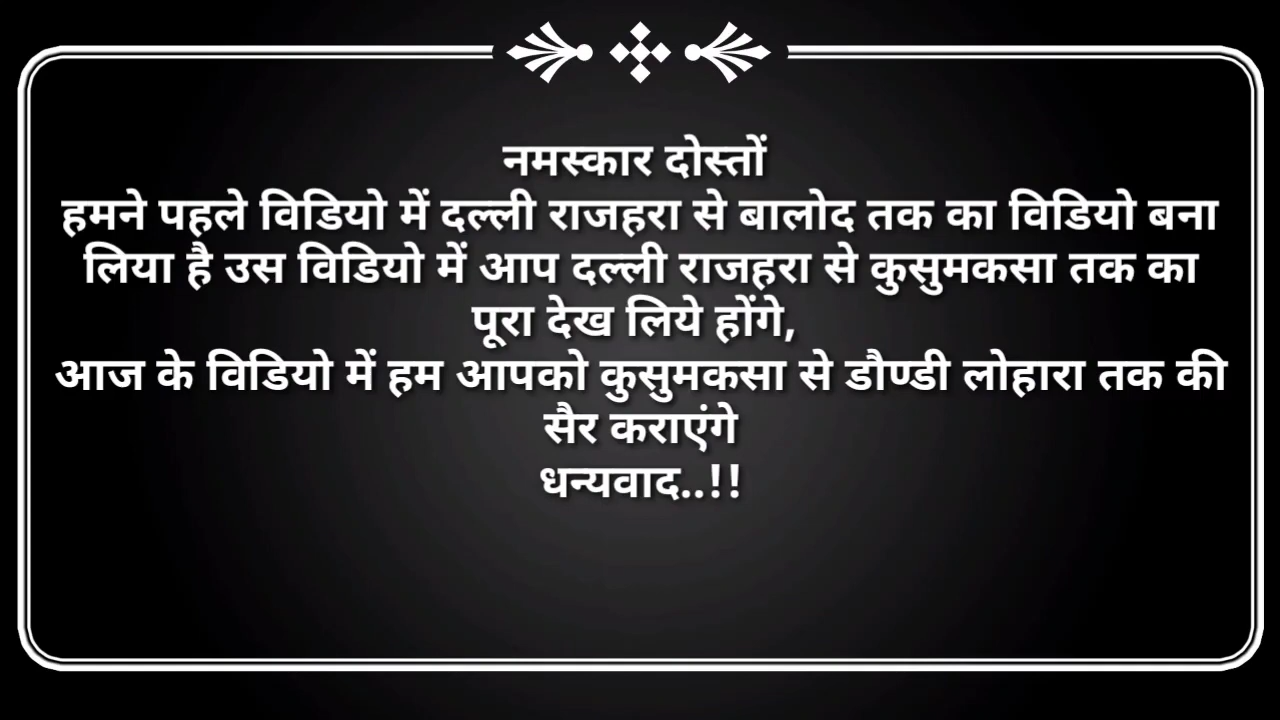 नमस्कार दोस्तों
हमने पहले विडियो में दल्ली राजहरा से बालोद तक का विडियो बना
लिया है उस विडियो में आप दल्ली राजहरा से कुसुमकसा तक का
पूरा देख लिये होंगे,
आज के विडियो में हम आपको कुसुमकसा से डौण्डी लोहारा तक की
सैर कराएंगे
धन्यवाद..!!